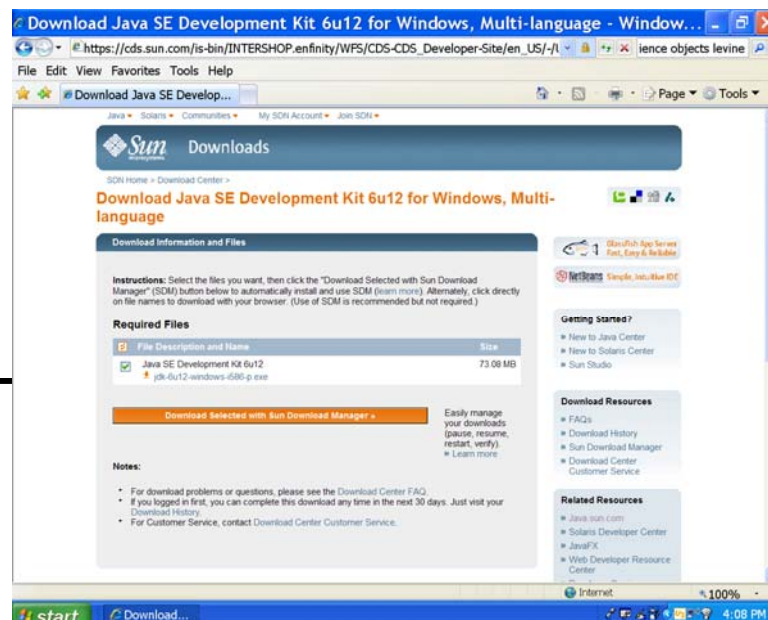 Download Java SE Development Kit 6u12 for Windows, Multi-language - Window...
https://cds.sun.com/is-bin/INTERSHOP.enfinity/WFS/CDS-CDS_Developer-Site/en_US/-/
ience objects levine
File Edit View Favorites Tools Help
Download Java SE Develop...
Page Tools
Java Solaris Communities My SDN Account Join SDN
Sun
microsystems
Downloads
SDN Home > Download Center >
Download Java SE Development Kit 6u12 for Windows, Multi-
language
Download Information and Files
Instructions: Select the files you want, then click the "Download Selected with Sun Download
Manager" (SDM) button below to automatically install and use SDM (learn more). Alternately, click directly
on file names to download with your browser. (Use of SDM is recommended but not required.)
Required Files
File Description and Name Size
Java SE Development Kit 6u12 73.08 MB
jdk-6u12-windows-i586-p.exe
Download Selected with Sun Download Manager »
Easily manage
your downloads
(pause, resume,
restart, verify).
» Learn more
Notes:
• For download problems or questions, please see the Download Center FAQ.
• If you logged in first, you can complete this download any time in the next 30 days. Just visit your
Download History.
• For Customer Service, contact Download Center Customer Service.
GlassFish App Server
Fast, Easy & Reliable
NetBeans Simple, Intuitive IDE
Getting Started?
» New to Java Center
» New to Solaris Center
» Sun Studio
Download Resources
» FAQs
» Download History
» Sun Download Manager
» Download Center
Customer Service
Related Resources
» Java.sun.com
» Solaris Developer Center
» JavaFX
» Web Developer Resource
Center
Internet 100%
start Download... 4:08 PM